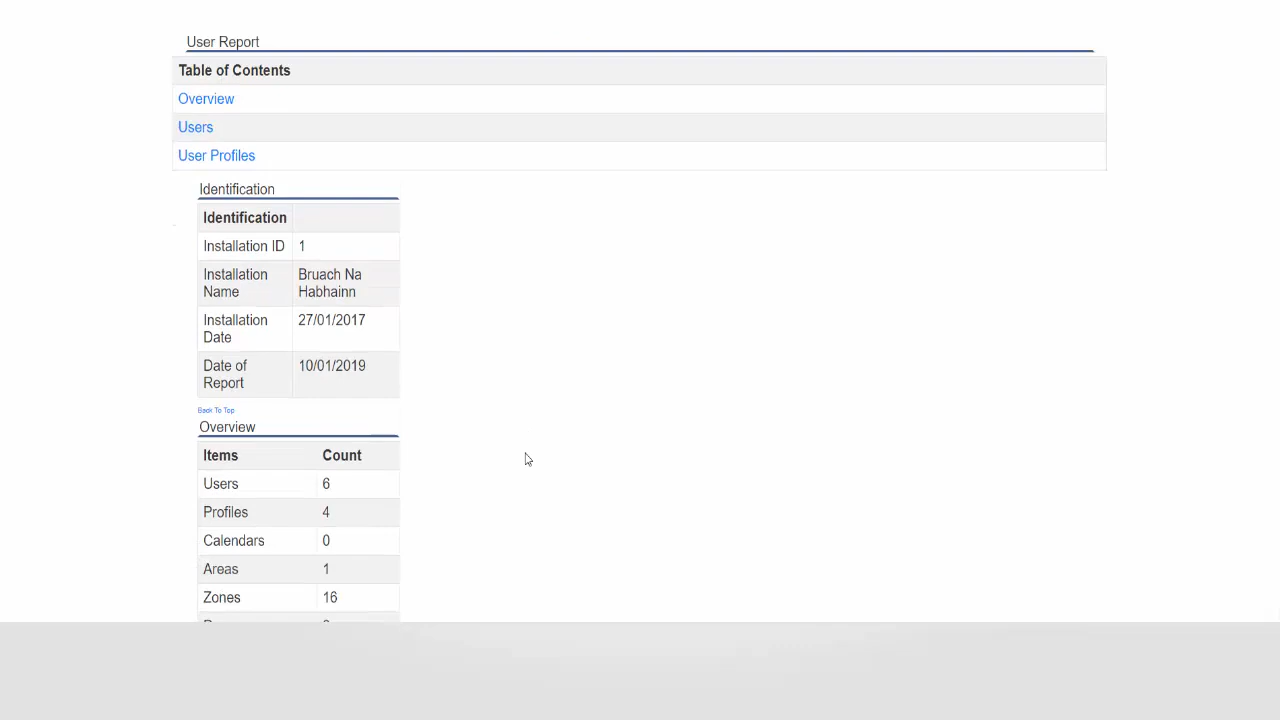 User Report
Table of Contents
Overview
Users
User Profiles
Identification
Identification
Installation ID 1
Installation Name Bruach Na Habhainn
Installation Date 27/01/2017
Date of Report 10/01/2019
Back To Top
Overview
Items Count
Users 6
Profiles 4
Calendars 0
Areas 1
Zones 16